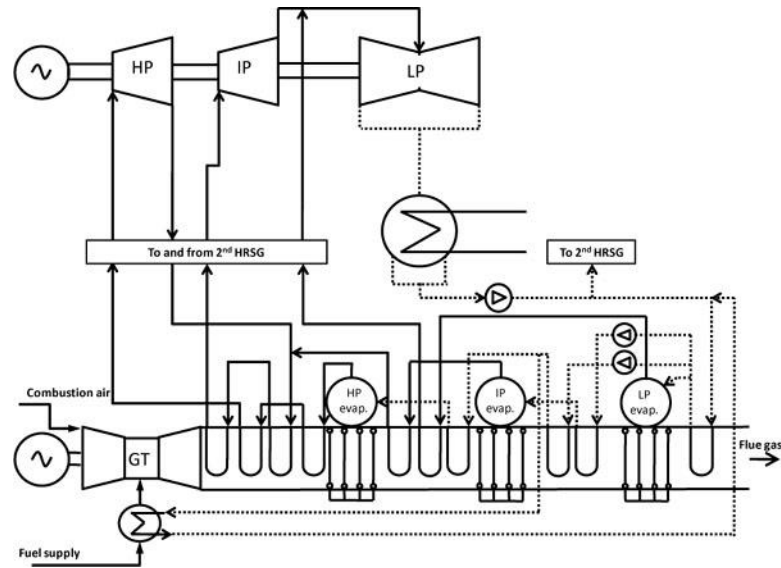 HP
IP
LP
To and from 2nd HRSG
To 2nd HRSG
Combustion air
HP
evap.
IP
evap.
LP
evap.
GT
Flue gas
Fuel supply